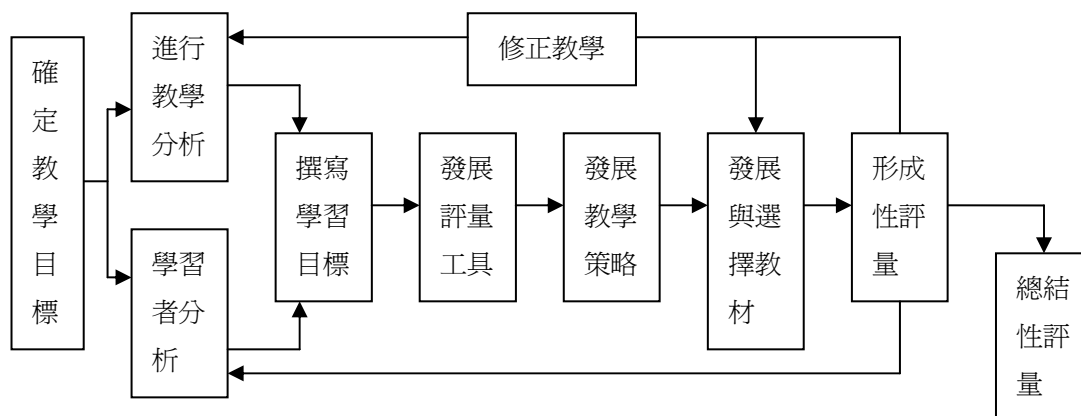 確
定
教
學
目
標
進行
教學
分析
學習
者分
析
修正教學
撰寫
學習
目標
發展
評量
工具
發展
教學
策略
發展
與選
擇教
材
形成
性評
量
總結
性評
量